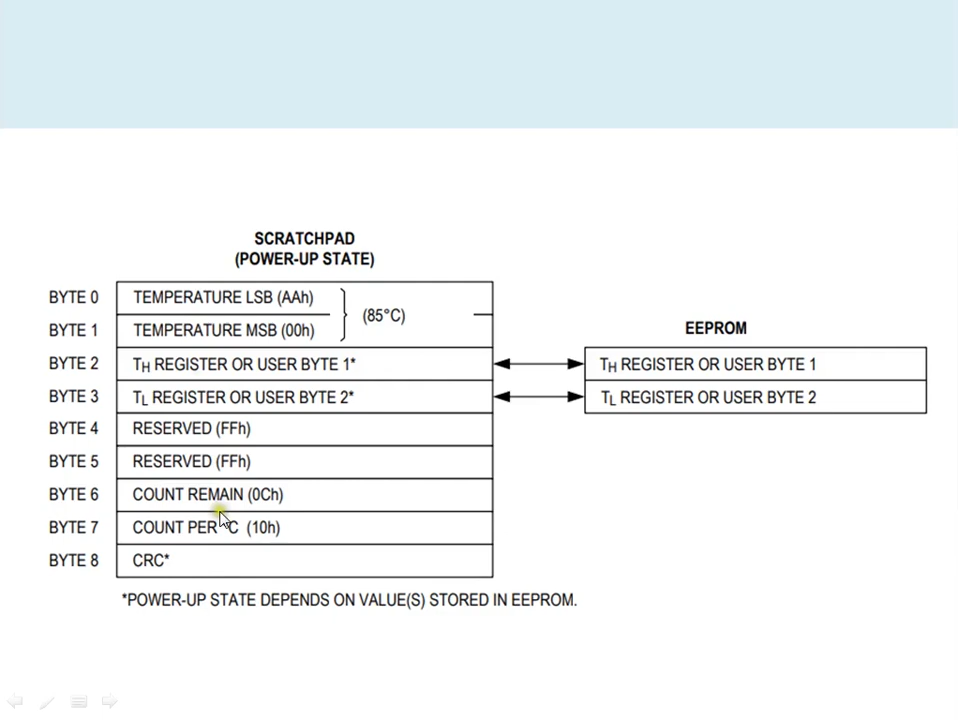 SCRATCHPAD
(POWER-UP STATE)
BYTE 0 TEMPERATURE LSB (AAh)
(85°C)
BYTE 1 TEMPERATURE MSB (00h)
EEPROM
BYTE 2 TH REGISTER OR USER BYTE 1* TH REGISTER OR USER BYTE 1
BYTE 3 TL REGISTER OR USER BYTE 2* TL REGISTER OR USER BYTE 2
BYTE 4 RESERVED (FFh)
BYTE 5 RESERVED (FFh)
BYTE 6 COUNT REMAIN (0Ch)
BYTE 7 COUNT PER °C (10h)
BYTE 8 CRC*
*POWER-UP STATE DEPENDS ON VALUE(S) STORED IN EEPROM.